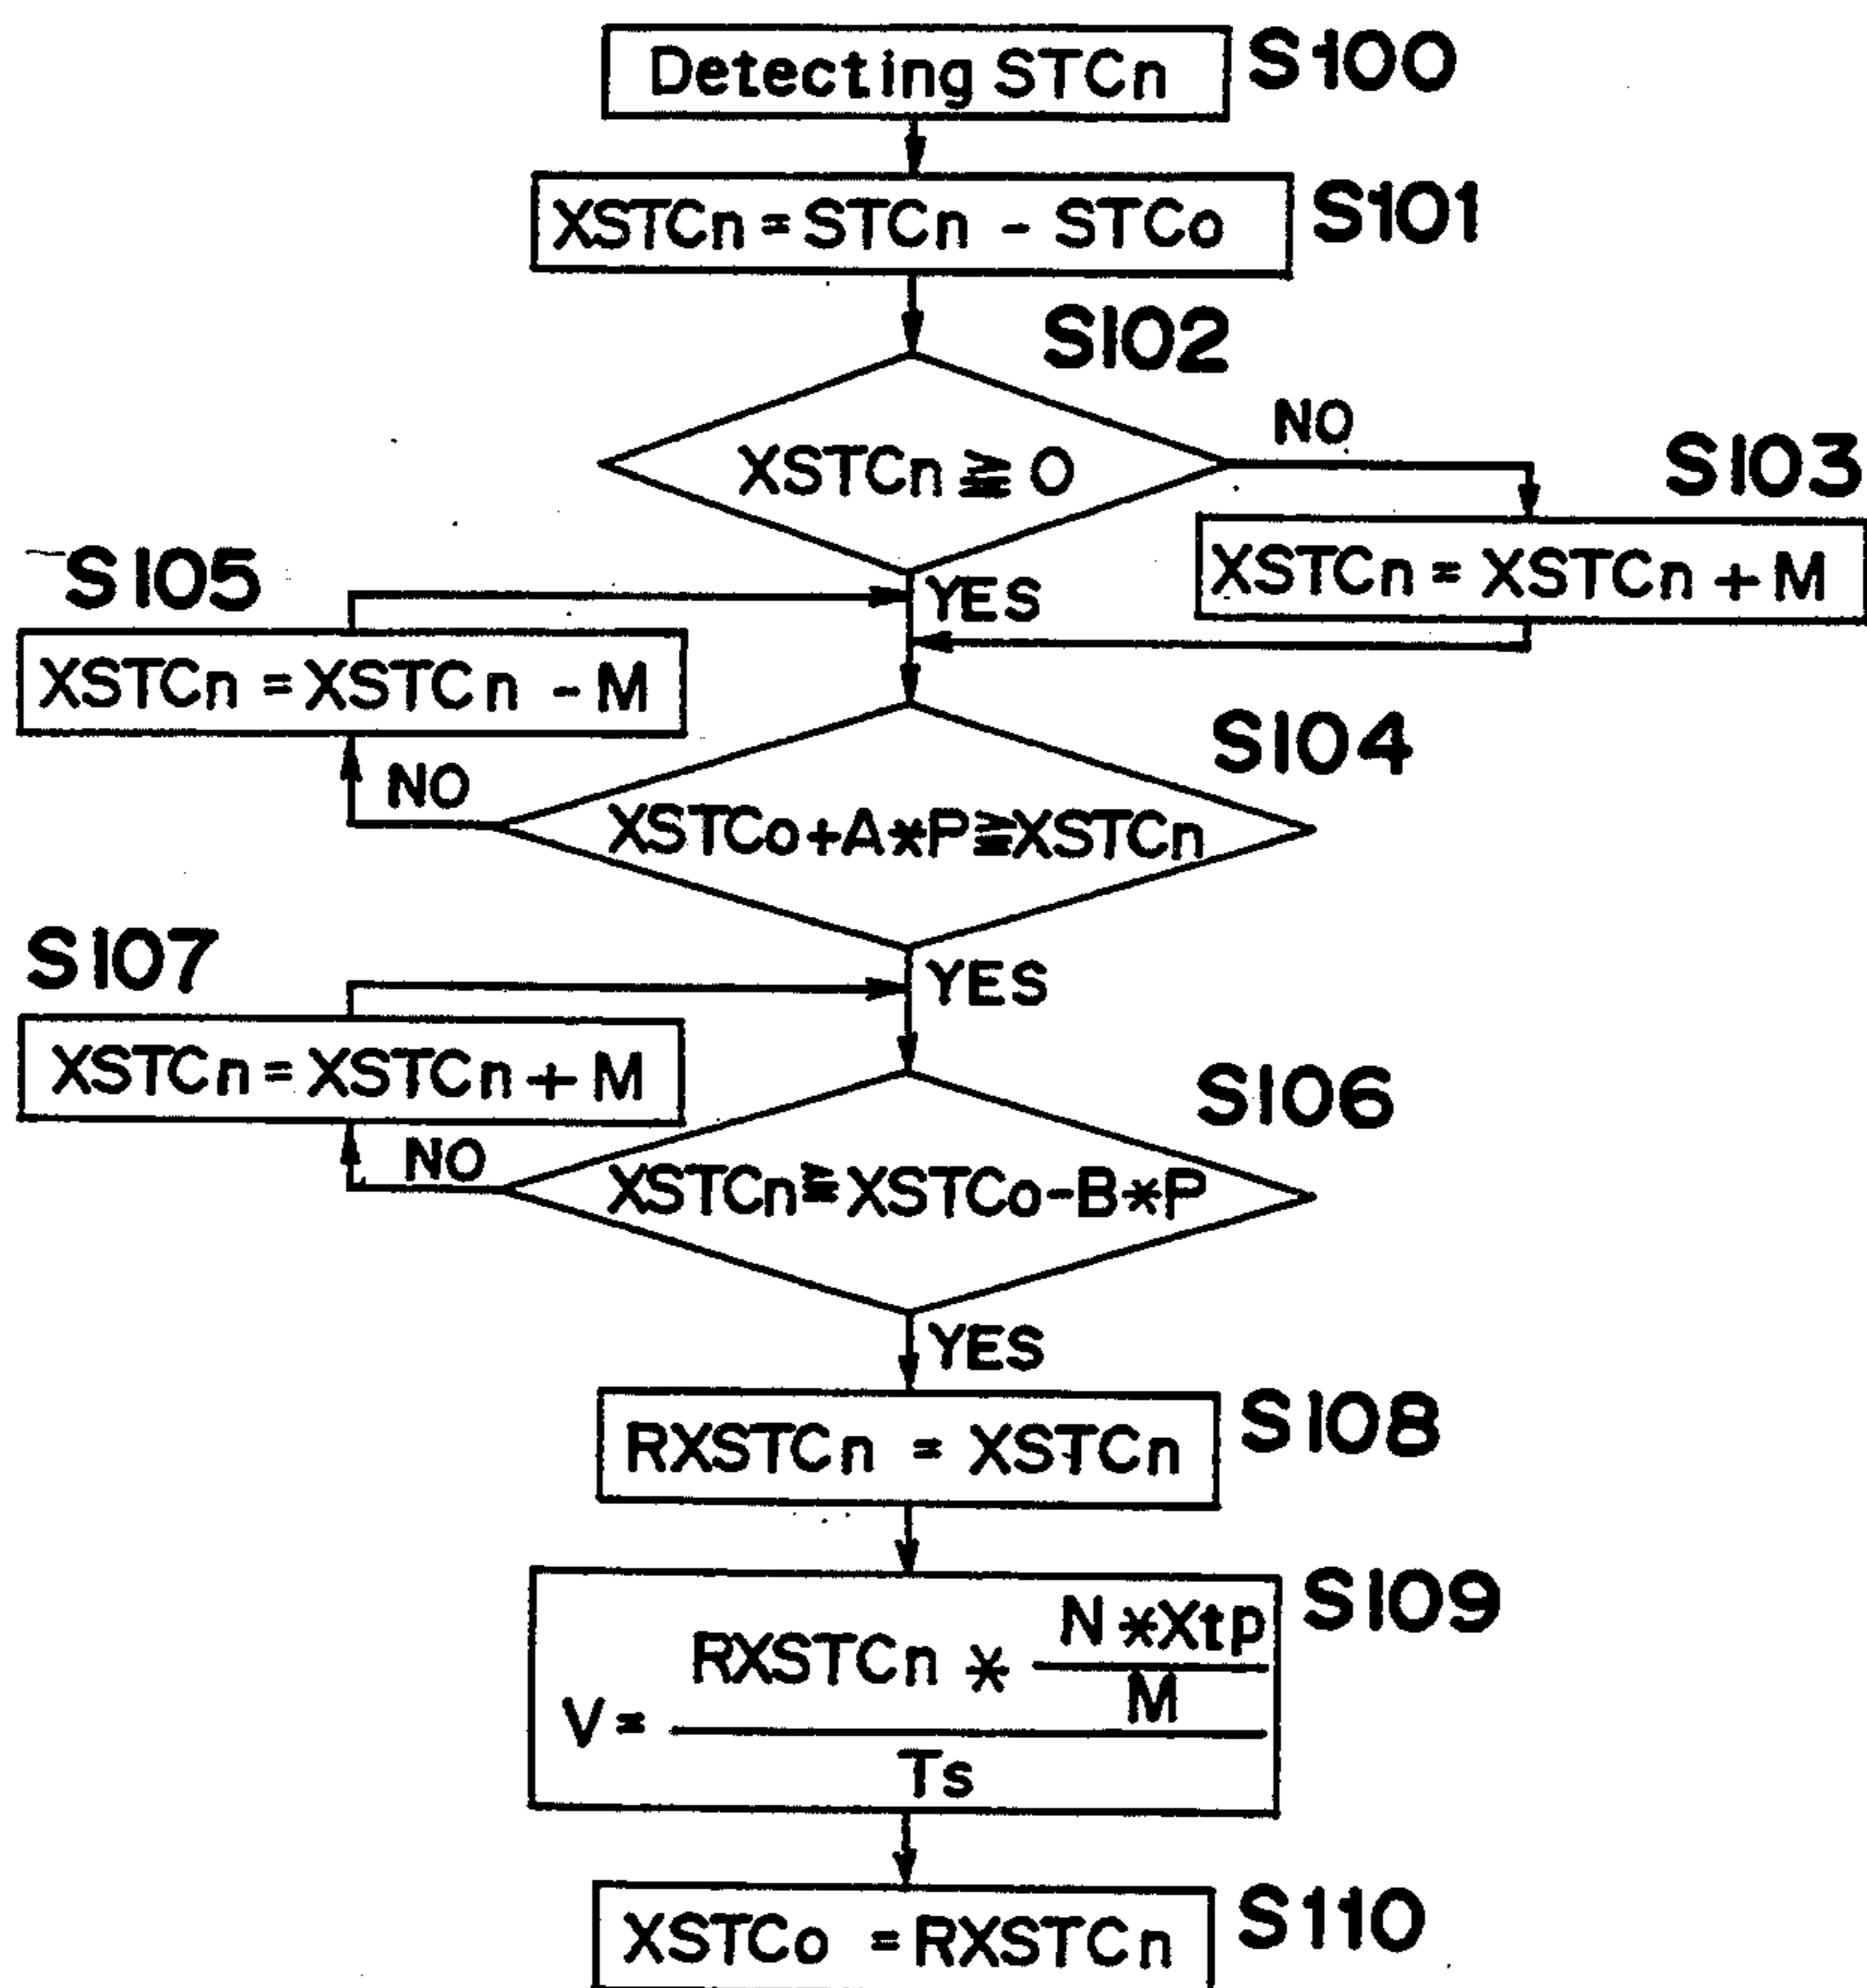 Detecting STCn S100
XSTCn = STCn - STCo S101
S102
XSTCn ≧ 0
NO
S103
XSTCn = XSTCn + M
YES
S105
XSTCn = XSTCn - M
NO
S104
XSTCo+A*P≧XSTCn
YES
S107
XSTCn = XSTCn + M
NO
S106
XSTCn≧XSTCo-B*P
YES
RXSTCn = XSTCn S108
S109
N*Xtp
RXSTCn *
M
V=
Ts
XSTCo =RXSTCn S110